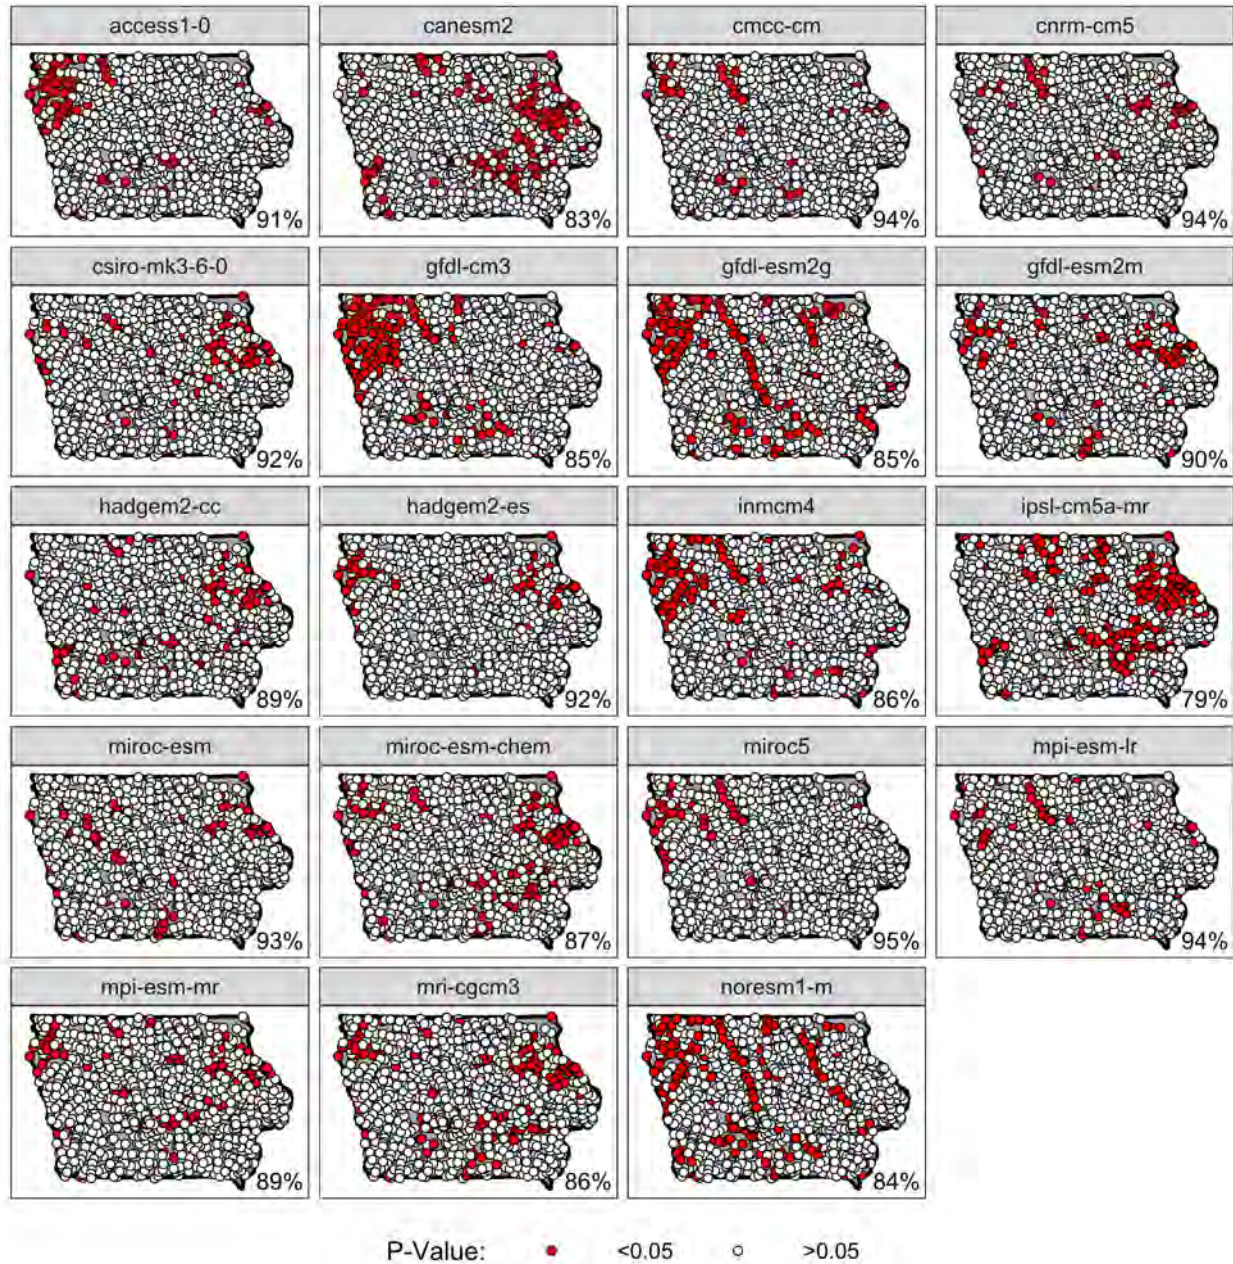 access1-0 canesm2 cmcc-cm cnrm-cm5
91% 83% 94% 94%
csiro-mk3-6-0 gfdl-cm3 gfdl-esm2g gfdl-esm2m
92% 85% 85% 90%
hadgem2-cc hadgem2-es inmcm4 ipsl-cm5a-mr
89% 92% 86% 79%
miroc-esm miroc-esm-chem miroc5 mpi-esm-lr
93% 87% 95% 94%
mpi-esm-mr mri-cgcm3 noresm1-m
89% 86% 84%
P-Value: <0.05 >0.05